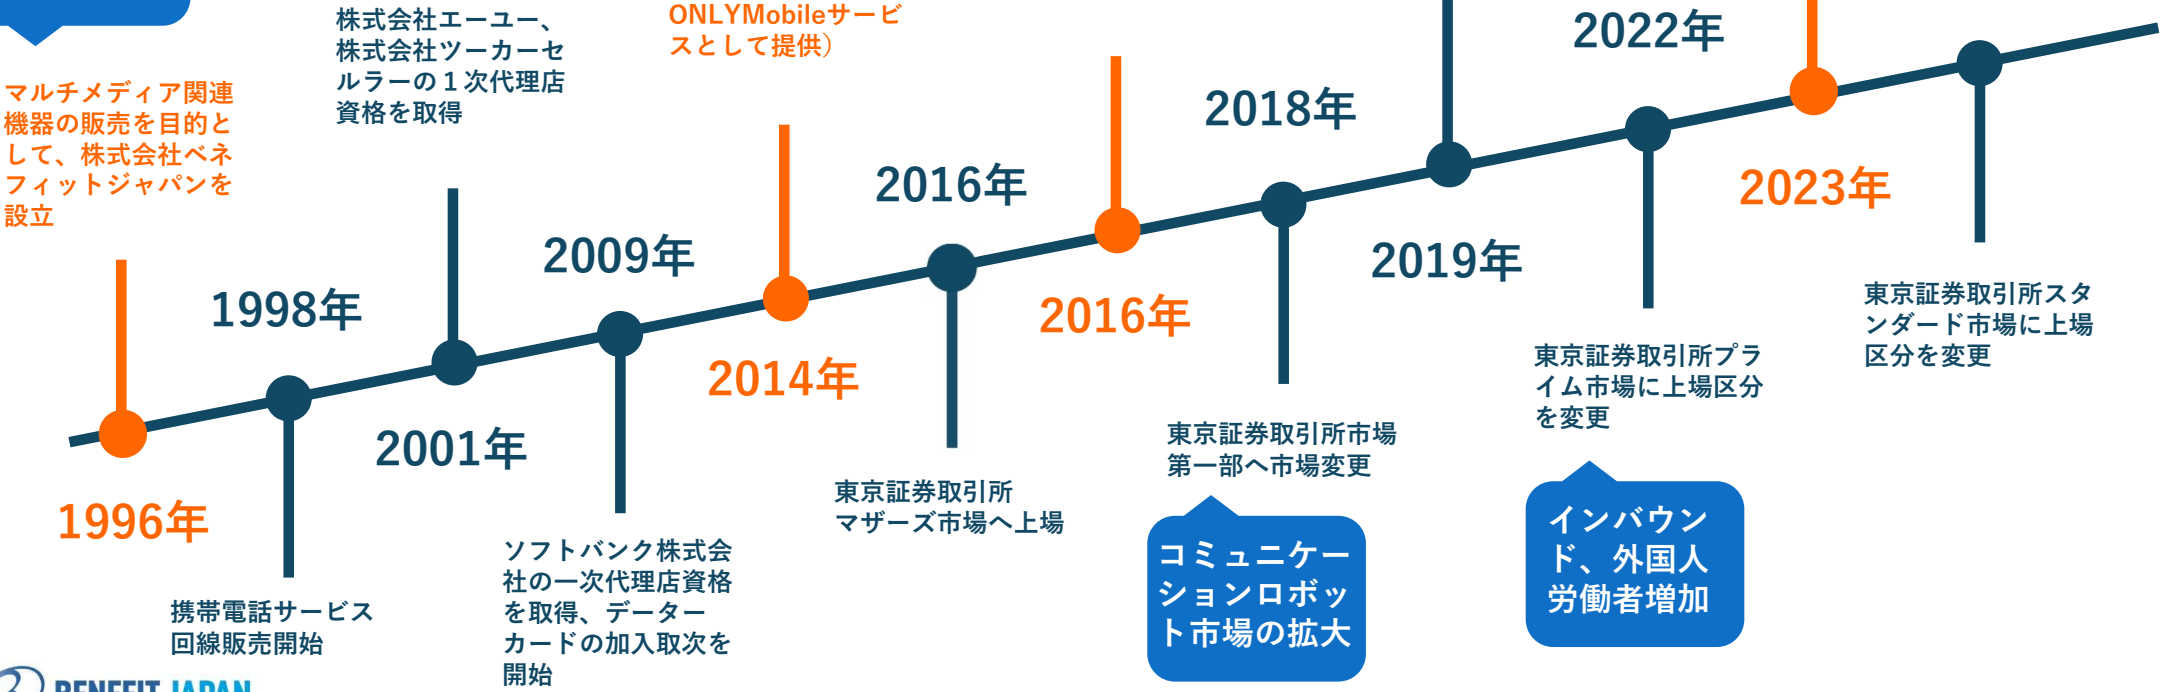 マルチメディア関連
機器の販売を目的と
して、株式会社ベネ
フィットジャパンを
設立
1996年
1998年
携帯電話サービス
回線販売開始
株式会社エーユー、
株式会社ツーカーセ
ルラーの１次代理店
資格を取得
2001年
2009年
ソフトバンク株式会
社の一次代理店資格
を取得、データー
カードの加入取次を
開始
ONLYMobileサービ
スとして提供）
2014年
2016年
東京証券取引所
マザーズ市場へ上場
2016年
2018年
東京証券取引所市場
第一部へ市場変更
コミュニケー
ションロボッ
ト市場の拡大
2019年
2022年
東京証券取引所プラ
イム市場に上場区分
を変更
インバウン
ド、外国人
労働者増加
2023年
東京証券取引所スタ
ンダード市場に上場
区分を変更
BENEFIT JAPAN